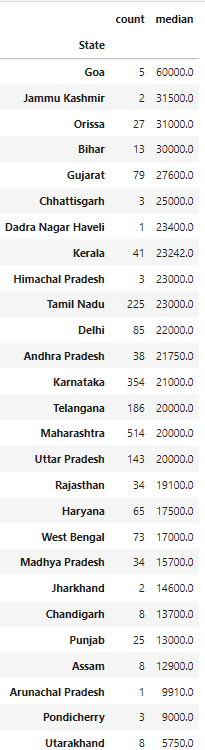 count median
State
Goa 5 60000.0
Jammu Kashmir 2 31500.0
Orissa 27 31000.0
Bihar 13 30000.0
Gujarat 79 27600.0
Chhattisgarh 3 25000.0
Dadra Nagar Haveli 1 23400.0
Kerala 41 23242.0
Himachal Pradesh 3 23000.0
Tamil Nadu 225 23000.0
Delhi 85 22000.0
Andhra Pradesh 38 21750.0
Karnataka 354 21000.0
Telangana 186 20000.0
Maharashtra 514 20000.0
Uttar Pradesh 143 20000.0
Rajasthan 34 19100.0
Haryana 65 17500.0
West Bengal 73 17000.0
Madhya Pradesh 34 15700.0
Jharkhand 2 14600.0
Chandigarh 8 13700.0
Punjab 25 13000.0
Assam 8 12900.0
Arunachal Pradesh 1 9910.0
Pondicherry 3 9000.0
Utarakhand 8 5750.0